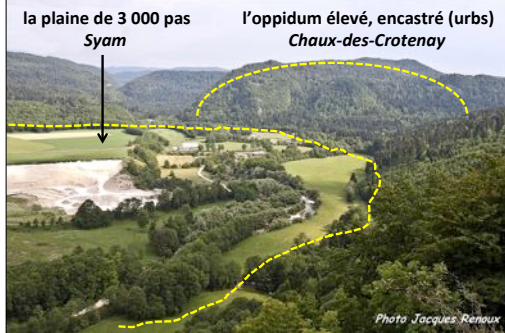 la plaine de 3 000 pas
Syam
l'oppidum élevé, encastré (urbs)
Chaux-des-Crotenay
Photo Jacques Renoux